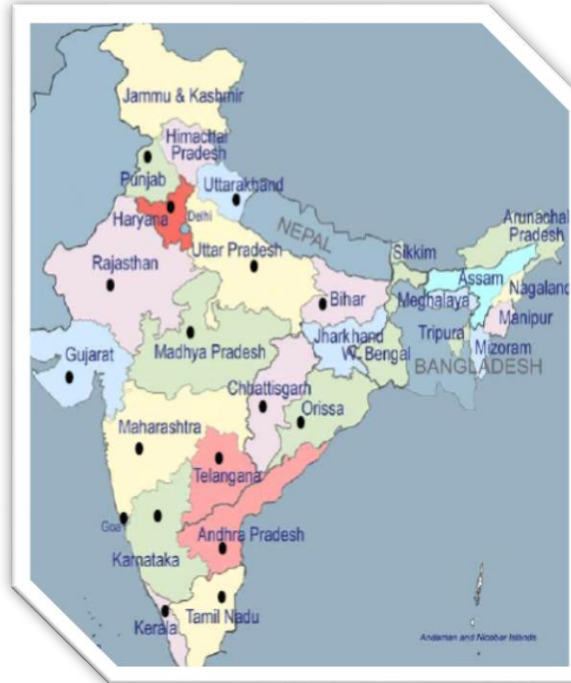 Jammu & Kashmir
Himachal
Pradesh
Punjab
Uttarakhand
Haryana
Delhi
NEPAL
Arunachal
Pradesh
Uttar Pradesh
Sikkim
Rajasthan
Assam
Nagaland
Bihar
Meghalaya
Manipur
Jharkhand
Tripura
Mizoram
Gujarat
Madhya Pradesh
W. Bengal
BANGLADESH
Chhattisgarh
Orissa
Maharashtra
Telangana
Goa
Andhra Pradesh
Karnataka
Tamil Nadu
Kerala
Andaman and Nicobar Islands